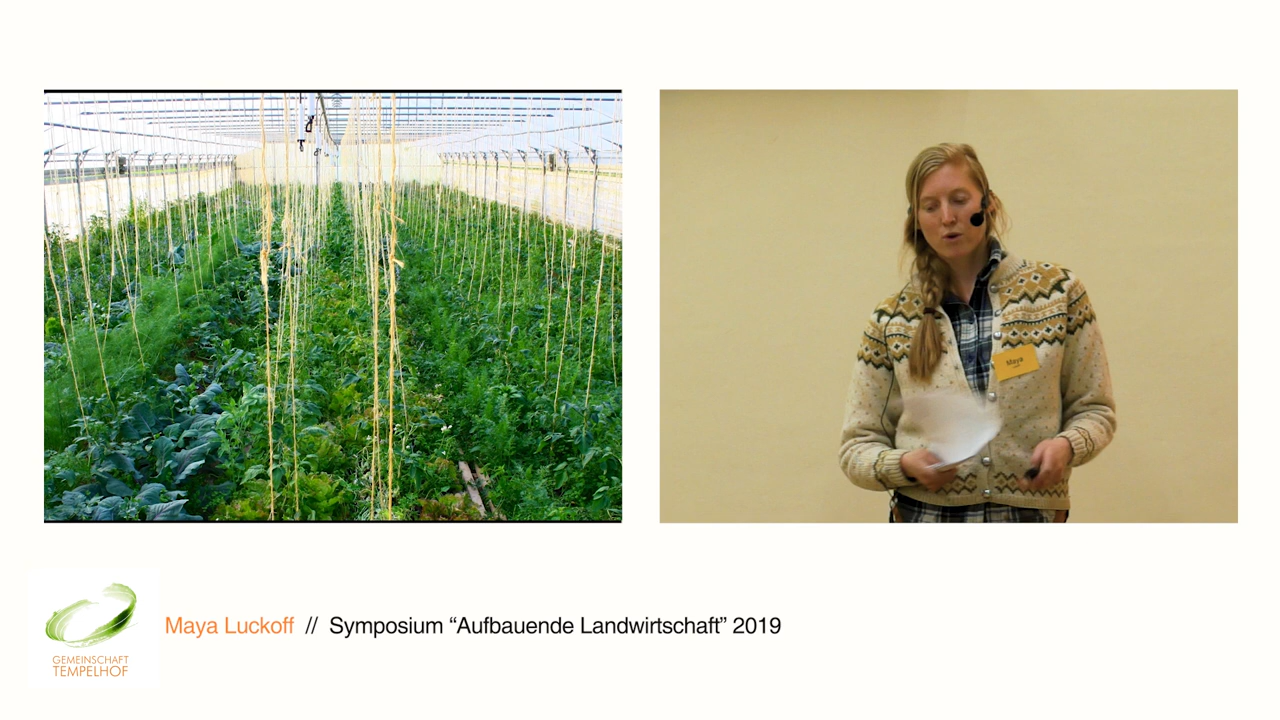 Maya
GEMEINSCHAFT
TEMPELHOF
Maya Luckoff // Symposium “Aufbauende Landwirtschaft” 2019